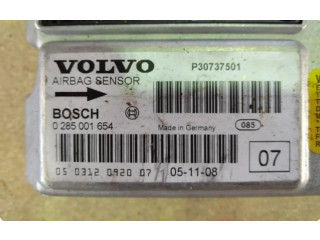 VOLVO
P30737501
AIRBAG SENSOR
BOSCH
0 285 001 654
Made in Germany
085
07
05 0312 0920 07
05-11-08